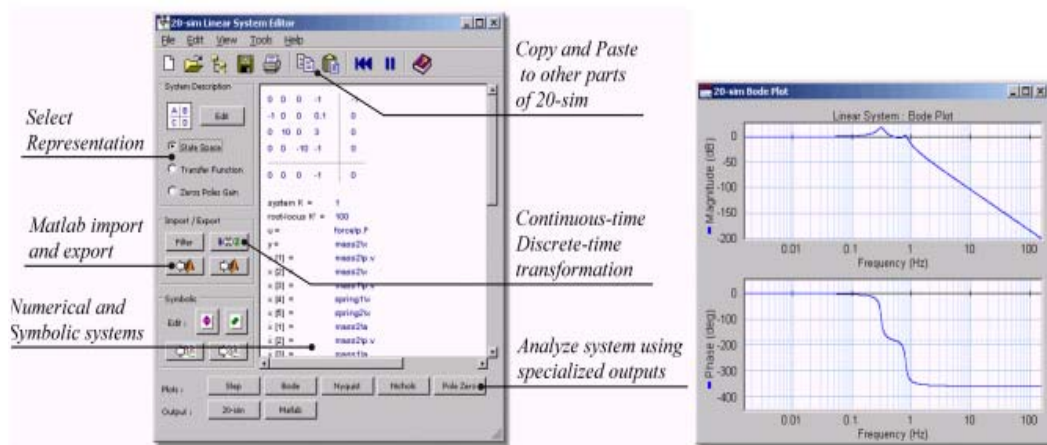 20-sim Linear System Editor
File Edit View Tools Help
System Description
A B
C D
Edit
State Space
Transfer Function
Zeros Poles Gain
Import / Export
Filter
Symbolic
Edit :
0 0 0 -1 -1
-1 0 0 0.1 0
0 10 0 3 0
0 0 -10 -1 0
0 0 0 -1 0
system K = 1
root-locus K' = 100
u = force\p.F
y =
Plots : Step Bode Nyquist Nichols Pole Zero
Output : 20-sim Matlab
Select
Representation
Matlab import
and export
Numerical and
Symbolic systems
Copy and Paste
to other parts
of 20-sim
Continuous-time
Discrete-time
transformation
Analyze system using
specialized outputs
20-sim Bode Plot
Linear System : Bode Plot
Magnitude (dB)
0
-50
-100
-150
-200
0.01 0.1 1 10 100
Frequency (Hz)
Phase (deg)
0
-100
-200
-300
-400
0.01 0.1 1 10 100
Frequency (Hz)